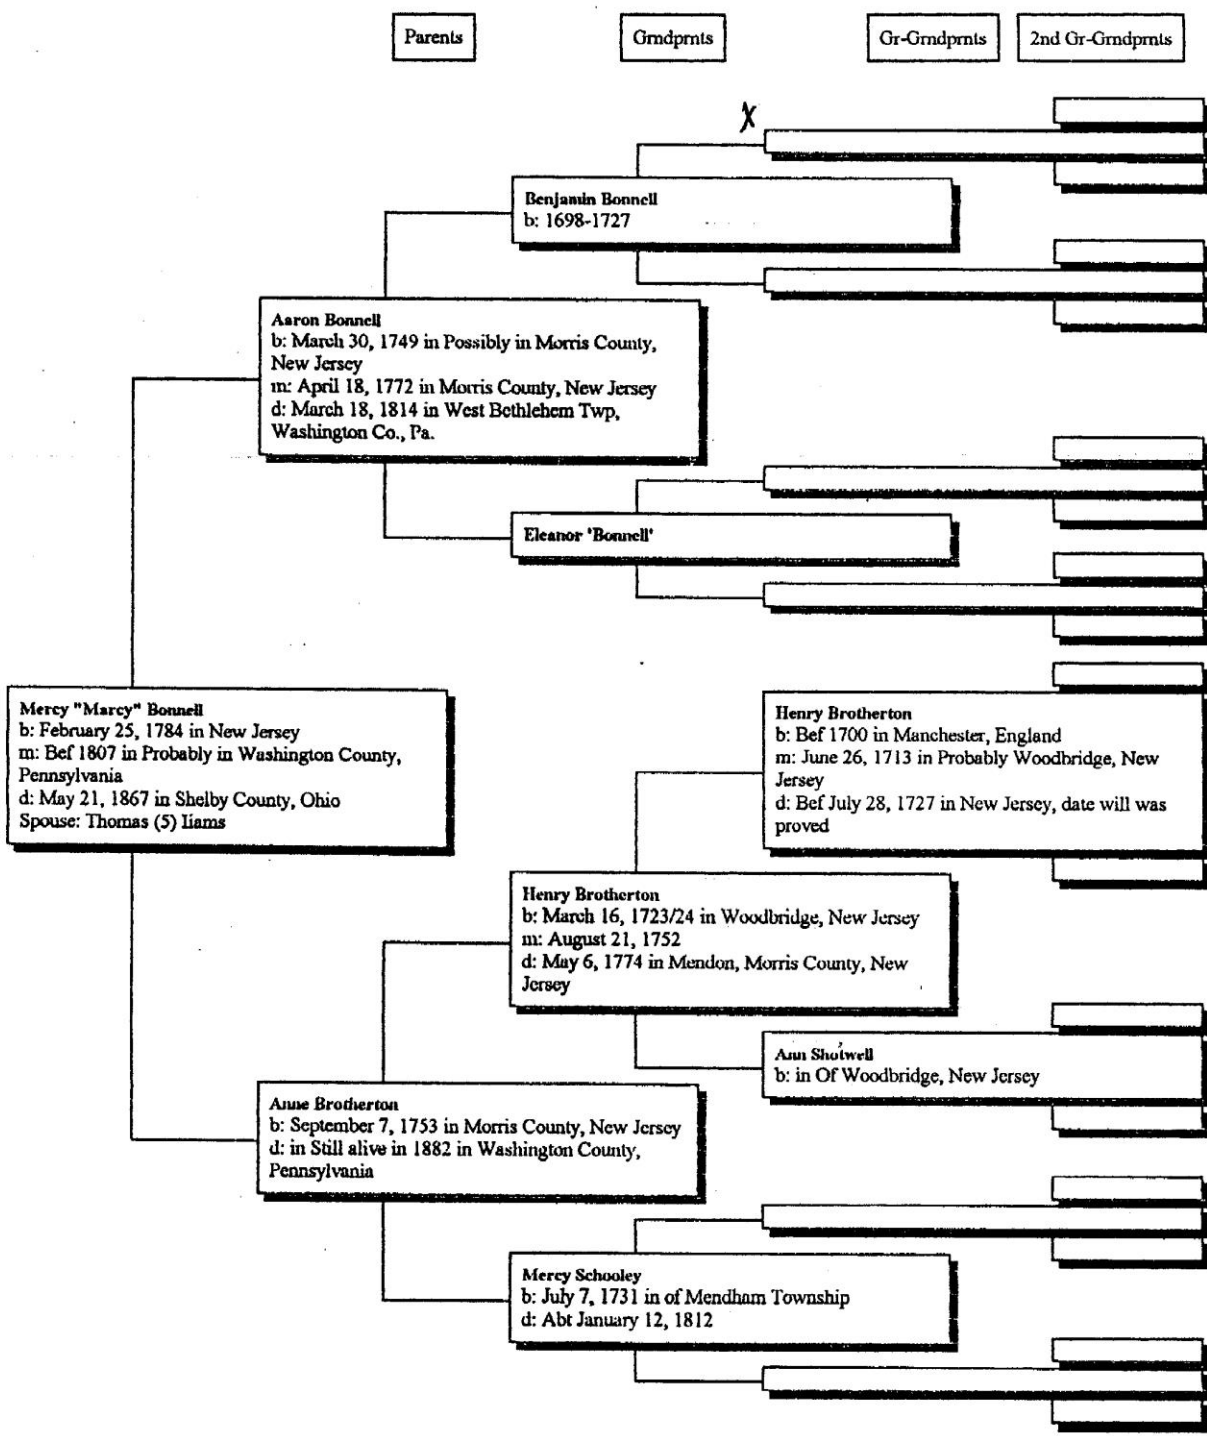 Parents Grndprnts Gr-Grndprnts 2nd Gr-Grndprnts
X
Benjamin Bonnell
b: 1698-1727
Aaron Bonnell
b: March 30, 1749 in Possibly in Morris County,
New Jersey
m: April 18, 1772 in Morris County, New Jersey
d: March 18, 1814 in West Bethlehem Twp,
Washington Co., Pa.
Eleanor 'Bonnell'
Mercy "Marcy" Bonnell
b: February 25, 1784 in New Jersey
m: Bef 1807 in Probably in Washington County,
Pennsylvania
d: May 21, 1867 in Shelby County, Ohio
Spouse: Thomas (5) Iiams
Henry Brotherton
b: Bef 1700 in Manchester, England
m: June 26, 1713 in Probably Woodbridge, New
Jersey
d: Bef July 28, 1727 in New Jersey, date will was
proved
Henry Brotherton
b: March 16, 1723/24 in Woodbridge, New Jersey
m: August 21, 1752
d: May 6, 1774 in Mendon, Morris County, New
Jersey
Ann Shotwell
b: in Of Woodbridge, New Jersey
Anne Brotherton
b: September 7, 1753 in Morris County, New Jersey
d: in Still alive in 1882 in Washington County,
Pennsylvania
Mercy Schooley
b: July 7, 1731 in of Mendham Township
d: Abt January 12, 1812